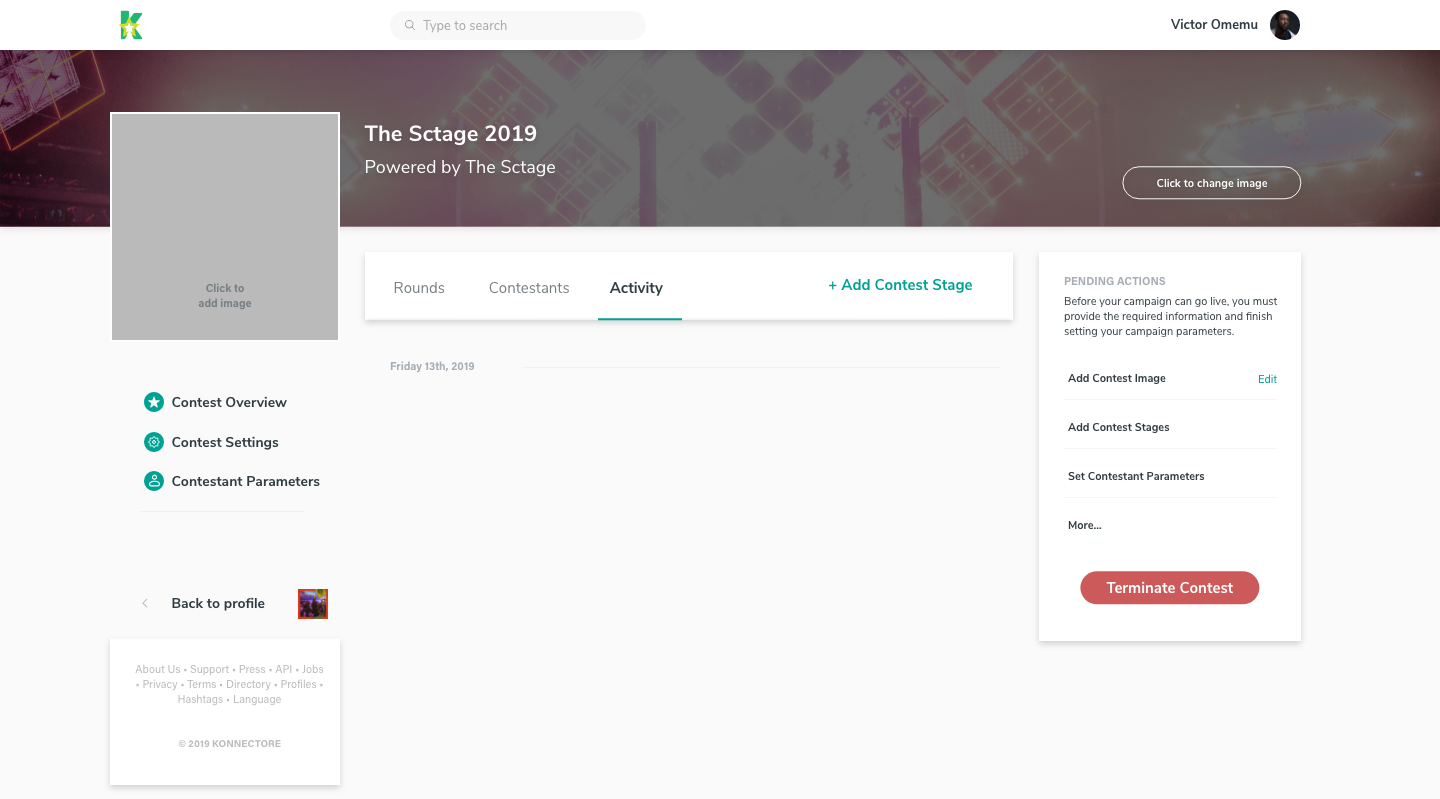 Type to search
Victor Omemu
The Sctage 2019
Powered by The Sctage
Click to change image
Click to
add image
Rounds
Contestants
Activity
+ Add Contest Stage
Friday 13th, 2019
Contest Overview
Contest Settings
Contestant Parameters
Back to profile
About Us • Support • Press • API • Jobs
• Privacy • Terms • Directory • Profiles •
Hashtags • Language
© 2019 KONNECTORE
PENDING ACTIONS
Before your campaign can go live, you must
provide the required information and finish
setting your campaign parameters.
Add Contest Image
Edit
Add Contest Stages
Set Contestant Parameters
More...
Terminate Contest